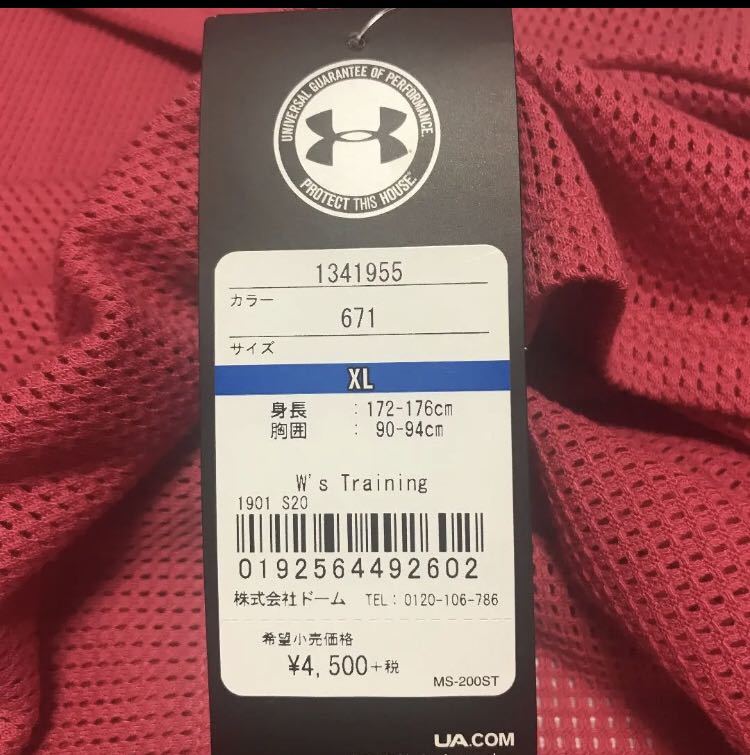 UNIVERSAL GUARANTEE OF PERFORMANCE.
PROTECT THIS HOUSE.
1341955
カラー
671
サイズ
XL
身長 : 172-176cm
胸囲 : 90-94cm
W's Training
1901 S20
0192564492602
株式会社ドーム TEL: 0120-106-786
希望小売価格
¥4,500+税
MS-200ST
UA.COM